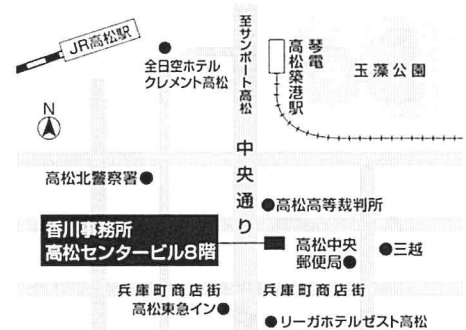 JR高松駅
全日空ホテル
クレメント高松
至サンポート高松
琴電
高松築港駅
玉藻公園
N
中央通り
高松北警察署
高松高等裁判所
香川事務所
高松センタービル8階
高松中央
郵便局
三越
兵庫町商店街
兵庫町商店街
高松東急イン
リーガホテルゼスト高松